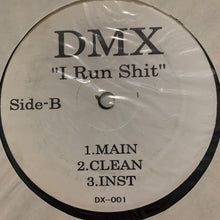 DMX
"I Run Shit"
Side-B
1.MAIN
2.CLEAN
3.INST
DX-001